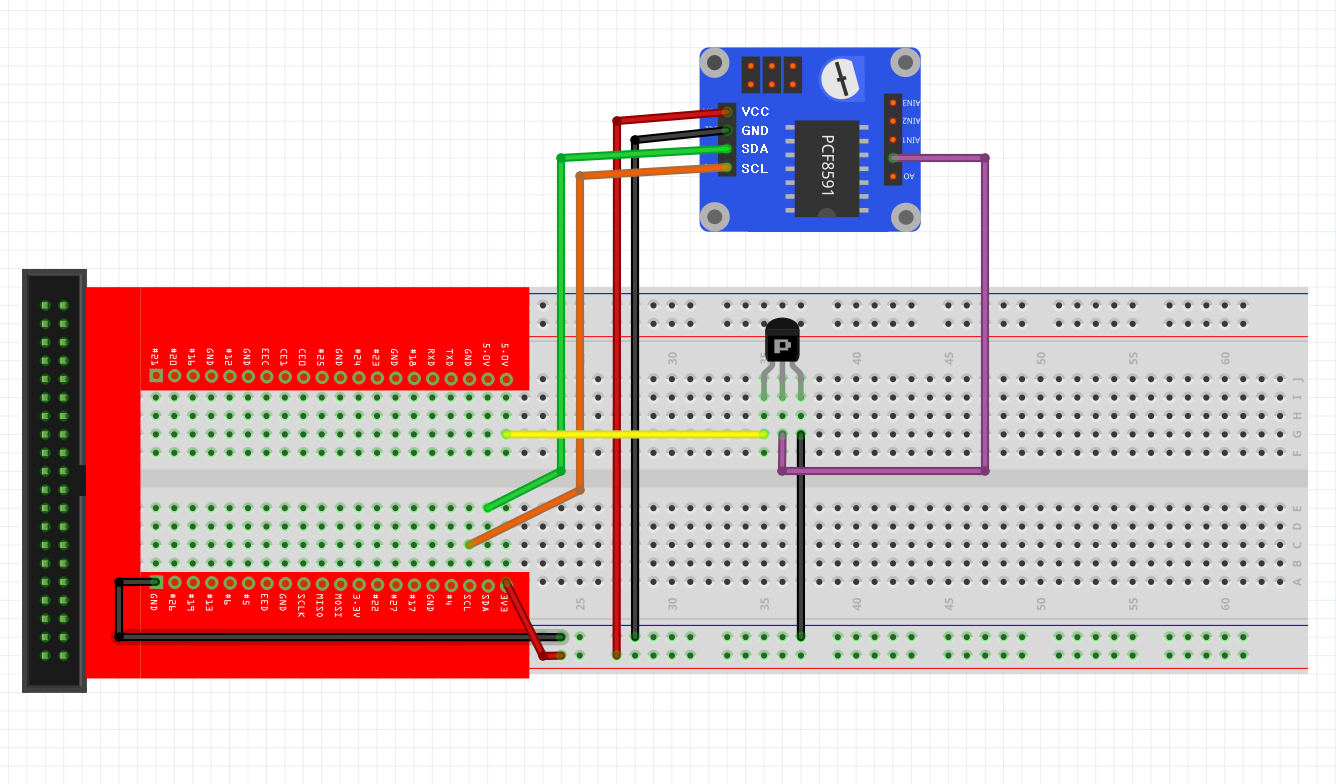 VCC
GND
SDA
SCL
PCF8591
AIN3
AIN2
AIN1
AO
#21
#20
#16
GND
#12
GND
EEC
CE1
CE0
#25
GND
#24
#23
GND
#18
RXD
TXD
GND
5.0V
5.0V
30
35
40
45
50
55
60
J
I
H
G
F
P
E
D
C
B
A
GND
#26
#19
#13
#6
#5
EED
GND
SCLK
MISO
MOSI
3.3V
#22
#27
#17
GND
#4
SCL
SDA
3V3
25
30
35
40
45
50
55
60